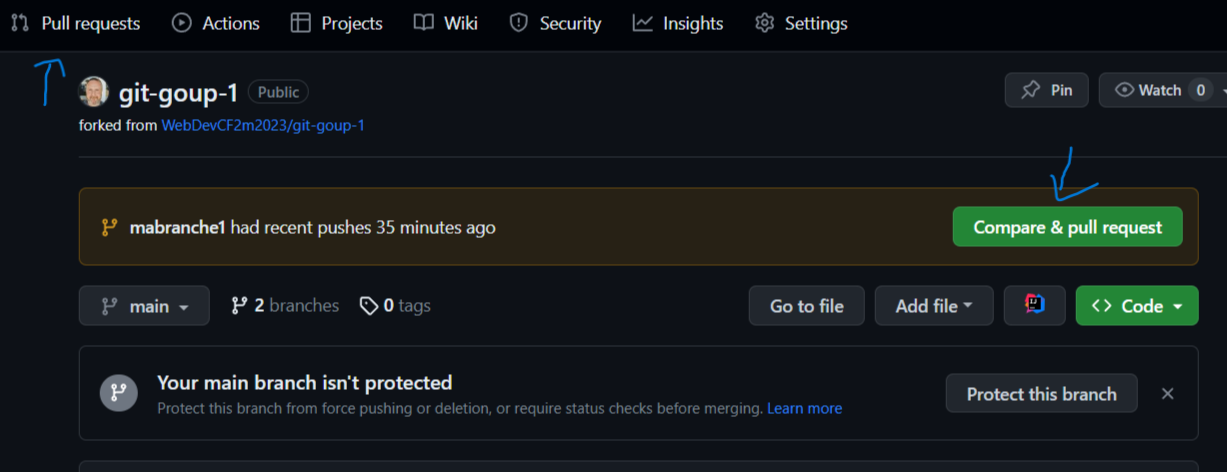 Pull requests Actions Projects Wiki Security Insights Settings
git-goup-1 Public Pin Watch 0
forked from WebDevCF2m2023/git-goup-1
mabranche1 had recent pushes 35 minutes ago Compare & pull request
main 2 branches 0 tags Go to file Add file Code
Your main branch isn't protected
Protect this branch from force pushing or deletion, or require status checks before merging. Learn more Protect this branch